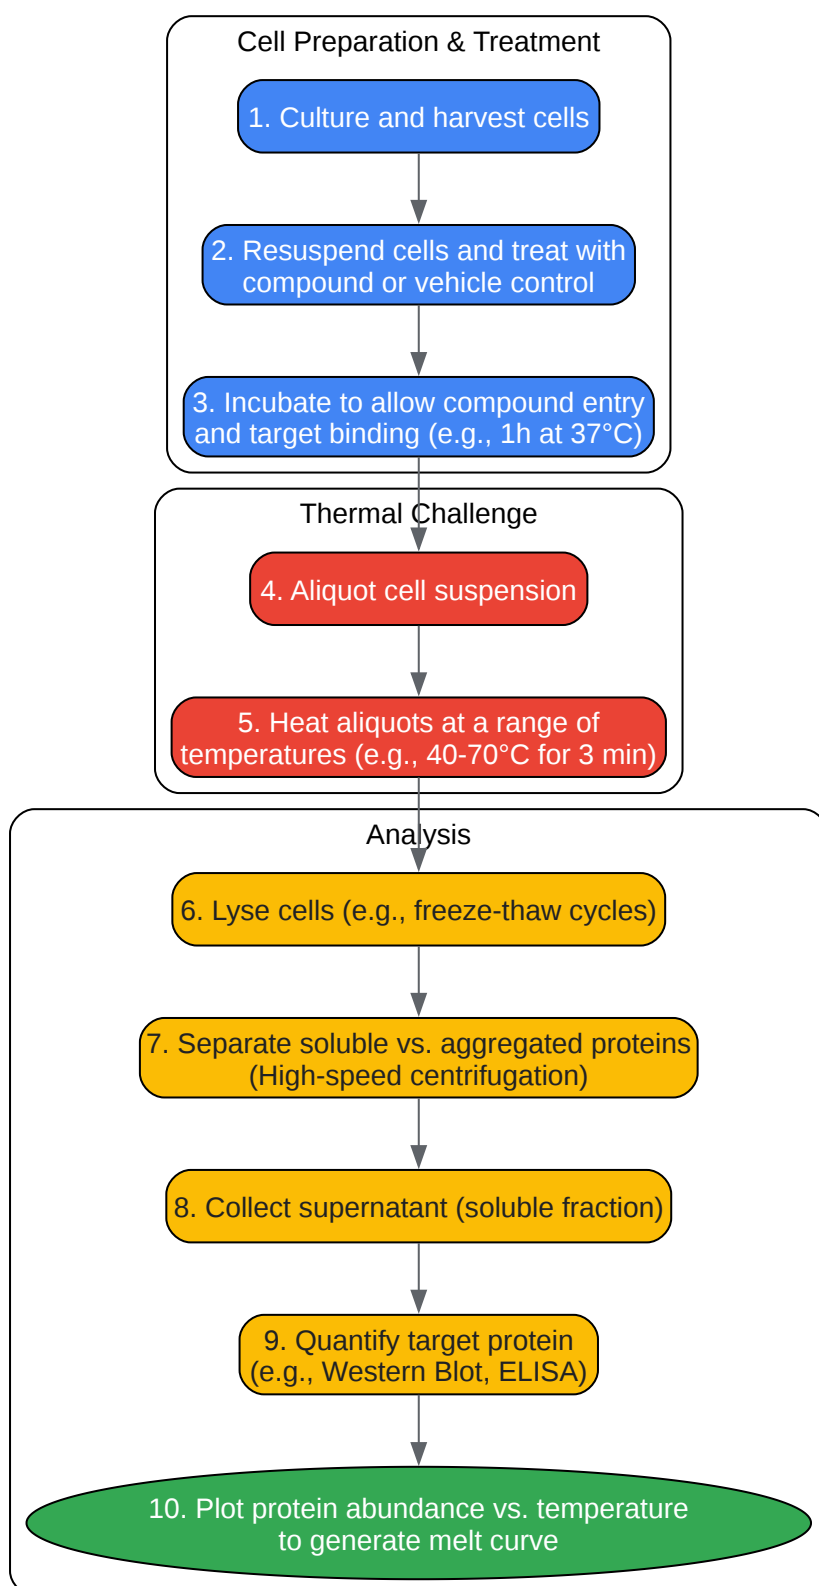 Cell Preparation & Treatment
1. Culture and harvest cells
2. Resuspend cells and treat with
compound or vehicle control
3. Incubate to allow compound entry
and target binding (e.g., 1h at 37°C)
Thermal Challenge
4. Aliquot cell suspension
5. Heat aliquots at a range of
temperatures (e.g., 40-70°C for 3 min)
Analysis
6. Lyse cells (e.g., freeze-thaw cycles)
7. Separate soluble vs. aggregated proteins
(High-speed centrifugation)
8. Collect supernatant (soluble fraction)
9. Quantify target protein
(e.g., Western Blot, ELISA)
10. Plot protein abundance vs. temperature
to generate melt curve